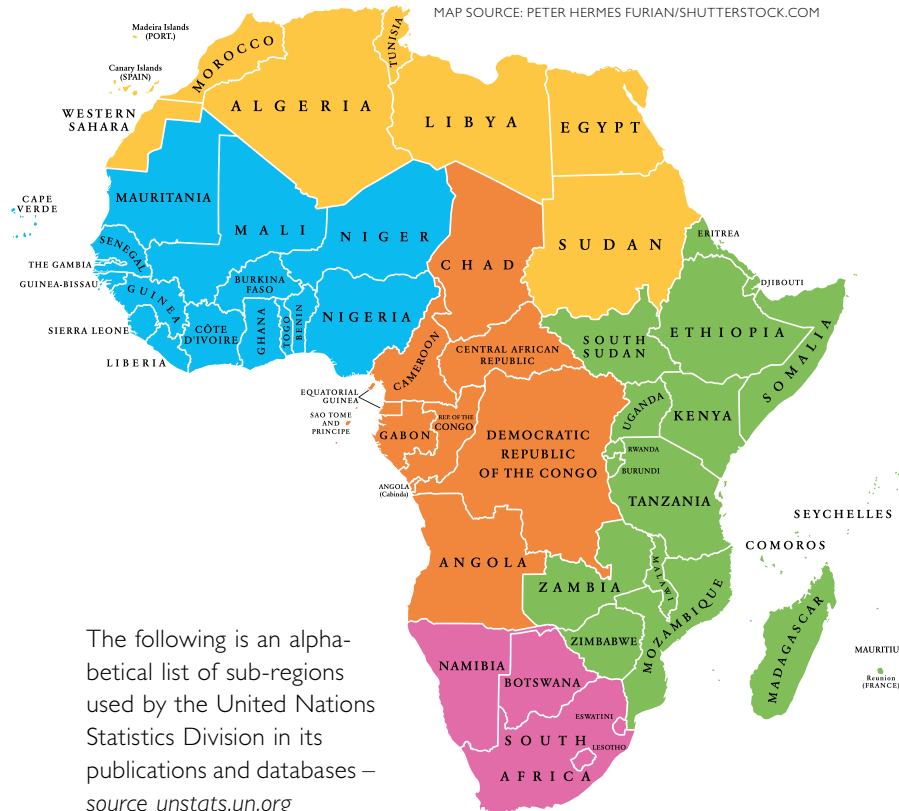 MAP SOURCE: PETER HERMES FURIAN/SHUTTERSTOCK.COM
Madeira Islands
(PORT.)
MOROCCO
TUNISIA
Canary Islands
(SPAIN)
ALGERIA
LIBYA
EGYPT
WESTERN
SAHARA
CAPE
VERDE
MAURITANIA
MALI
NIGER
CHAD
SUDAN
ERITREA
SENEGAL
THE GAMBIA
GUINEA-BISSAU
GUINEA
BURKINA
FASO
DJIBOUTI
SIERRA LEONE
CÔTE
D'IVOIRE
GHANA
TOGO
BENIN
NIGERIA
LIBERIA
CAMEROON
CENTRAL AFRICAN
REPUBLIC
SOUTH
SUDAN
ETHIOPIA
SOMALIA
EQUATORIAL
GUINEA
SAO TOME
AND
PRINCIPE
GABON
REP. OF THE
CONGO
DEMOCRATIC
REPUBLIC
OF THE CONGO
UGANDA
KENYA
RWANDA
BURUNDI
ANGOLA
(Cabinda)
TANZANIA
SEYCHELLES
COMOROS
ANGOLA
ZAMBIA
MALAWI
MOZAMBIQUE
MADAGASCAR
ZIMBABWE
MAURITIU
Reunion
(FRANCE)
NAMIBIA
BOTSWANA
ESWATINI
SOUTH
AFRICA
LESOTHO
The following is an alpha-
betical list of sub-regions
used by the United Nations
Statistics Division in its
publications and databases –
source unstats.un.org